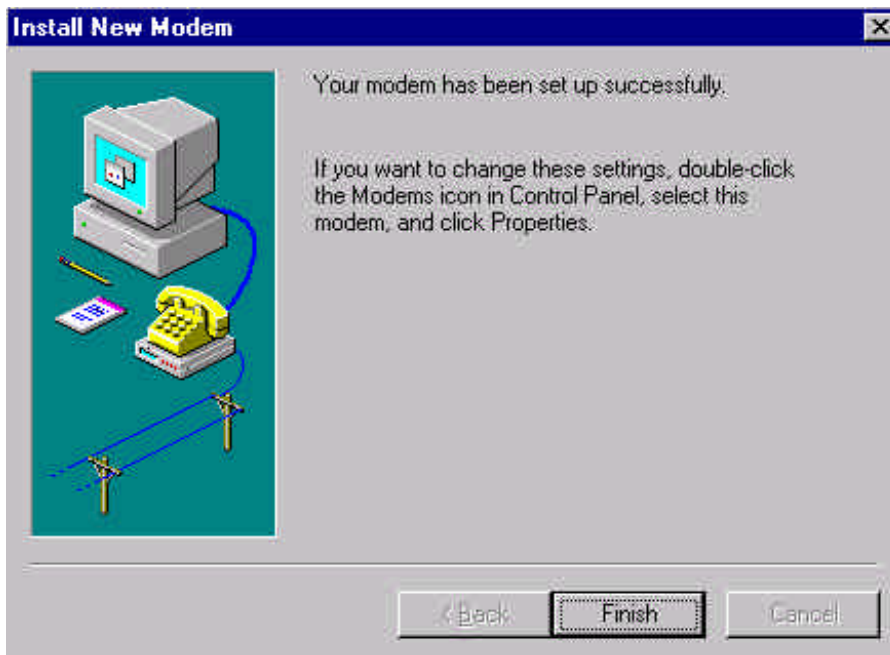 Install New Modem
Your modem has been set up successfully.
If you want to change these settings, double-click
the Modems icon in Control Panel, select this
modem, and click Properties.
< Back
Finish
Cancel